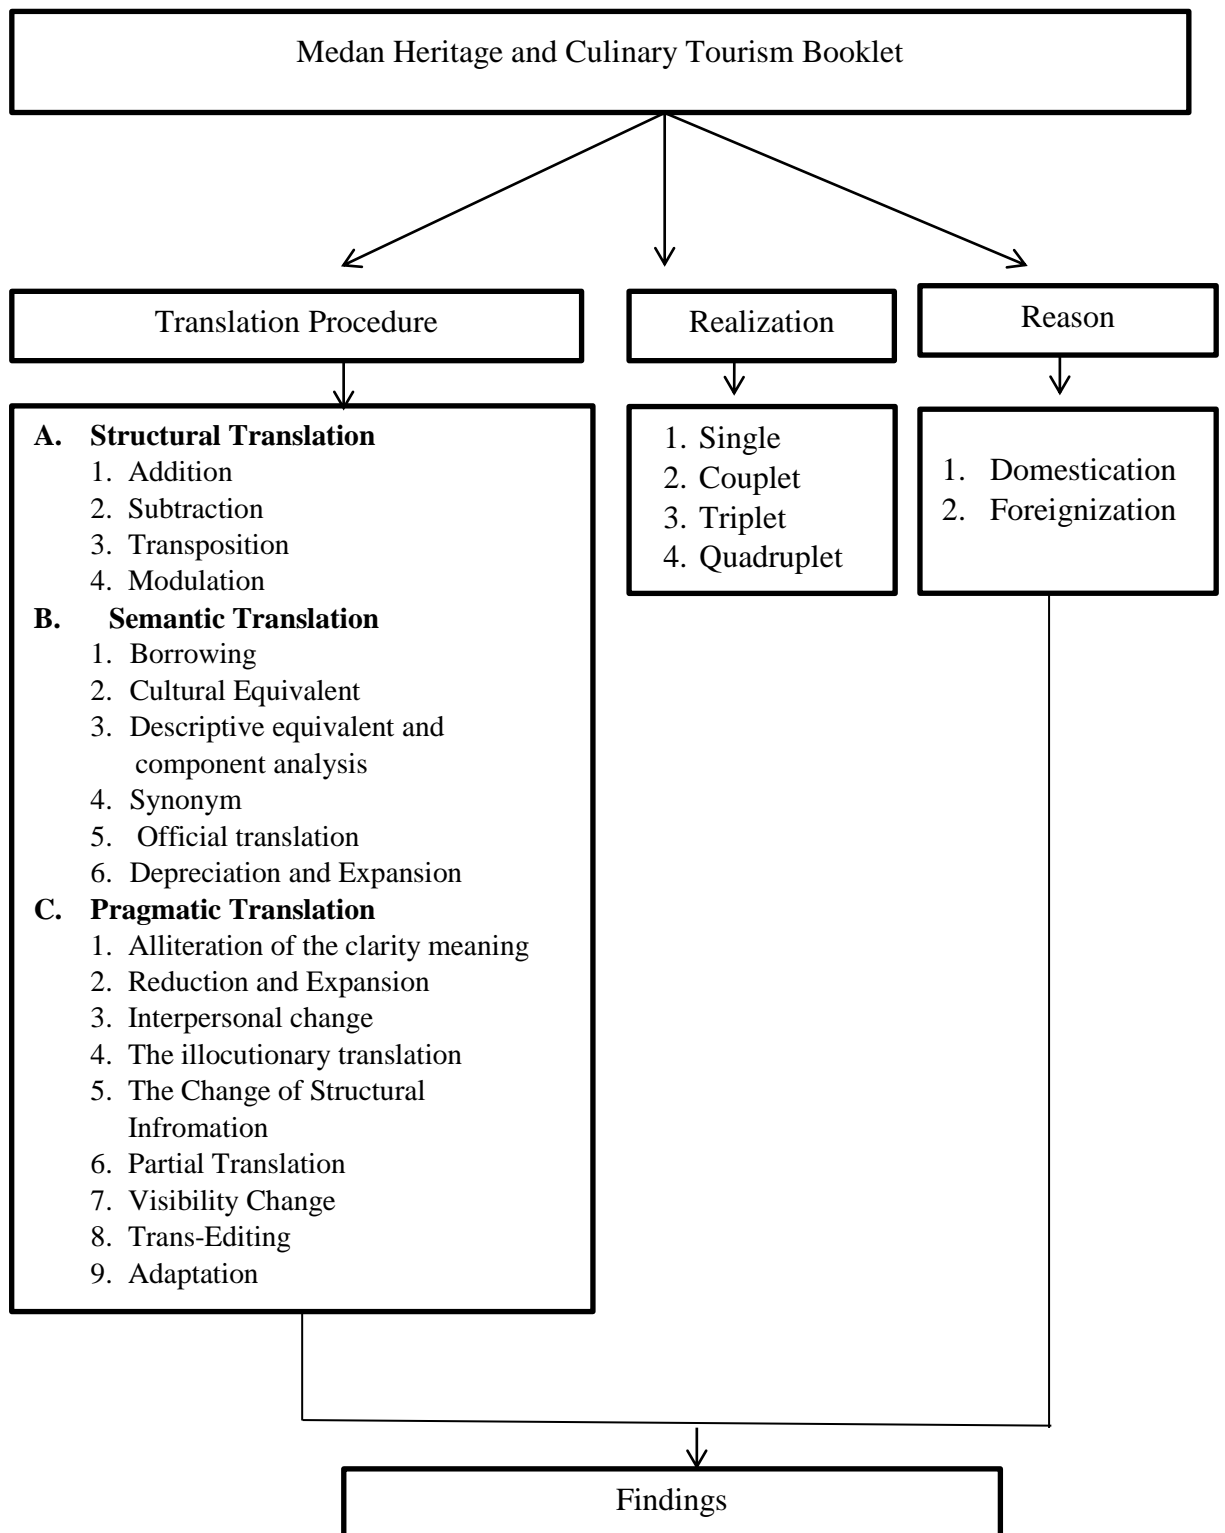 Medan Heritage and Culinary Tourism Booklet
Translation Procedure
Realization
Reason
A. Structural Translation
1. Addition
2. Subtraction
3. Transposition
4. Modulation
B. Semantic Translation
1. Borrowing
2. Cultural Equivalent
3. Descriptive equivalent and
component analysis
4. Synonym
5. Official translation
6. Depreciation and Expansion
C. Pragmatic Translation
1. Alliteration of the clarity meaning
2. Reduction and Expansion
3. Interpersonal change
4. The illocutionary translation
5. The Change of Structural
Infromation
6. Partial Translation
7. Visibility Change
8. Trans-Editing
9. Adaptation
1. Single
2. Couplet
3. Triplet
4. Quadruplet
1. Domestication
2. Foreignization
Findings